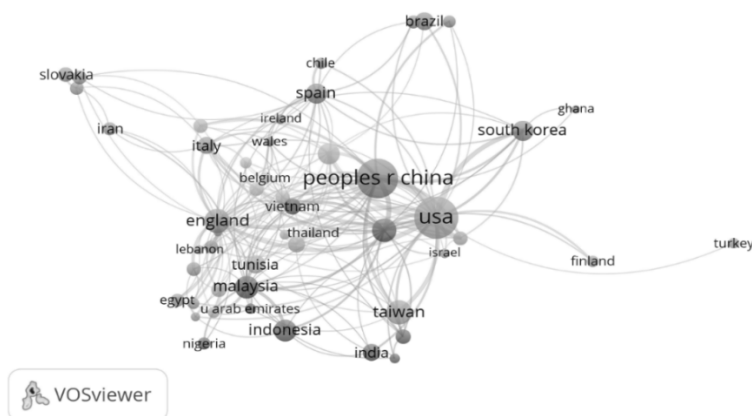 brazil
chile
slovakia
spain
ghana
ireland
iran
south korea
wales
italy
peoples r china
belgium
vietnam
england
usa
thailand
turkey
lebanon
israel
finland
tunisia
malaysia
egypt
u arab emirates
taiwan
indonesia
nigeria
india
VOSviewer